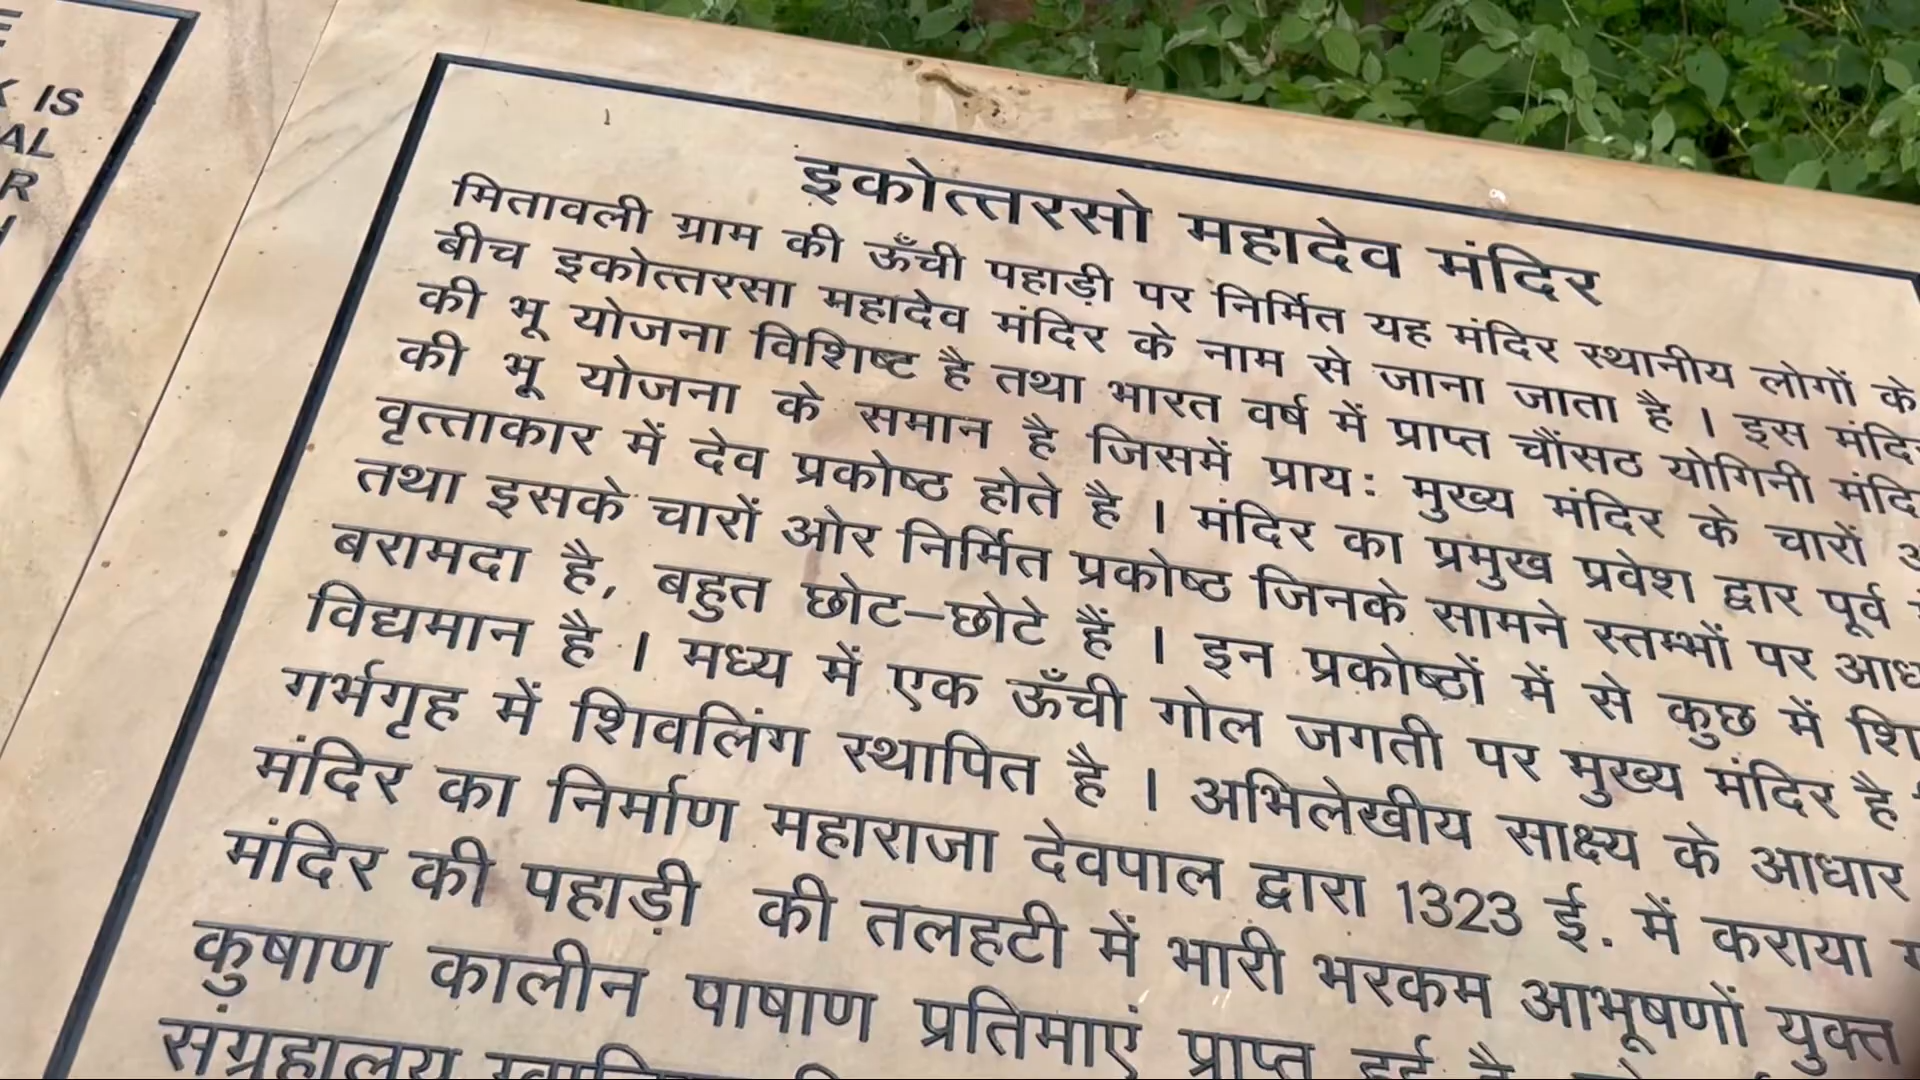 E
K IS
AL
R
इकोत्तरसो महादेव मंदिर
मितावली ग्राम की ऊँची पहाड़ी पर निर्मित यह मंदिर स्थानीय लोगों के
बीच इकोत्तरसा महादेव मंदिर के नाम से जाना जाता है । इस मंदिर
की भू योजना विशिष्ट है तथा भारत वर्ष में प्राप्त चौंसठ योगिनी
की भू योजना के समान है जिसमें प्रायः मुख्य मंदिर के चारों
वृत्ताकार में देव प्रकोष्ठ होते है । मंदिर का प्रमुख प्रवेश द्वार पूर्व
तथा इसके चारों ओर निर्मित प्रकोष्ठ जिनके सामने स्तम्भों पर
बरामदा है, बहुत छोट–छोटे हैं । इन प्रकोष्ठों में से कुछ में
विद्यमान है । मध्य में एक ऊँची गोल जगती पर मुख्य मंदिर है
गर्भगृह में शिवलिंग स्थापित है । अभिलेखीय साक्ष्य के आधार
मंदिर का निर्माण महाराजा देवपाल द्वारा 1323 ई. में कराया
मंदिर की पहाड़ी की तलहटी में भारी भरकम आभूषणों युक्त
कुषाण कालीन पाषाण प्रतिमाएं प्राप्त हुई है
संग्रहालय